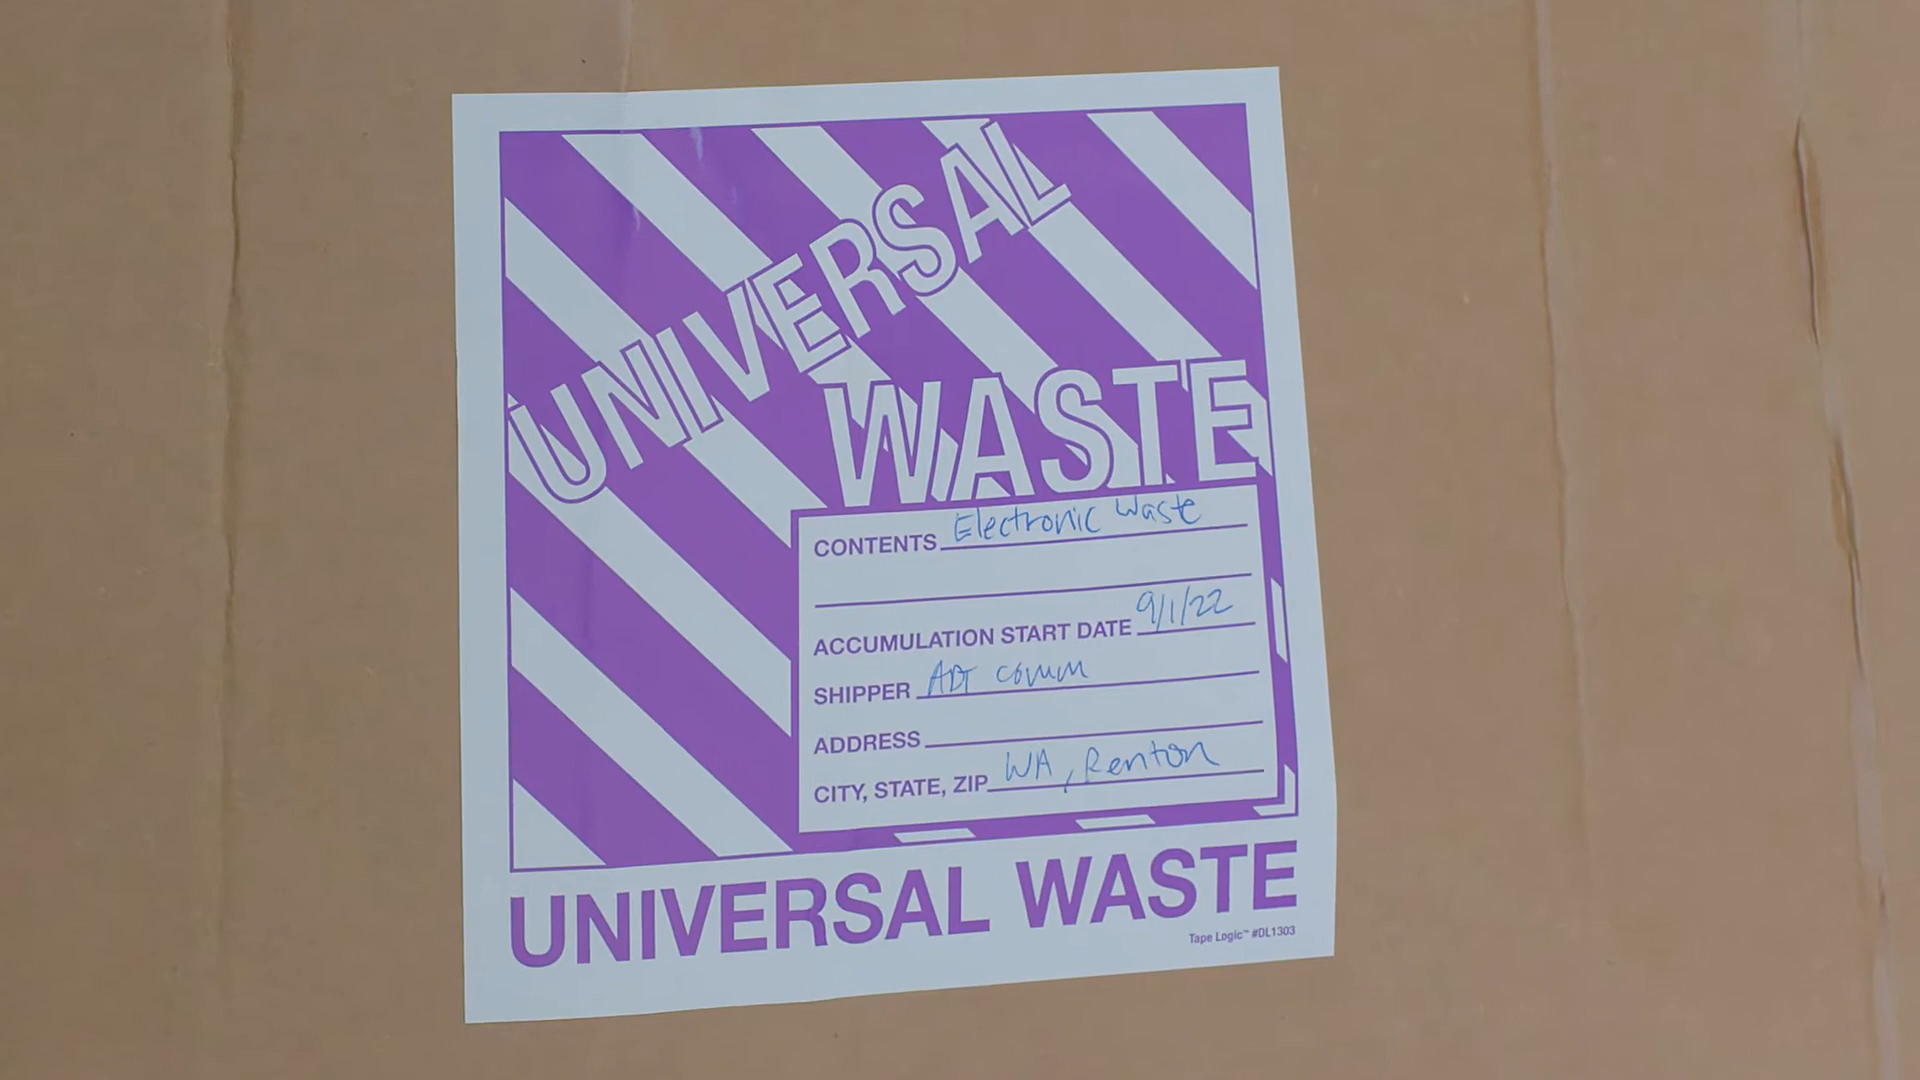 UNIVERSAL
WASTE
CONTENTS Electronic Waste
ACCUMULATION START DATE 9/1/22
SHIPPER ADT comm
ADDRESS
CITY, STATE, ZIP WA, Renton
UNIVERSAL WASTE
Tape Logic™ #DL1303